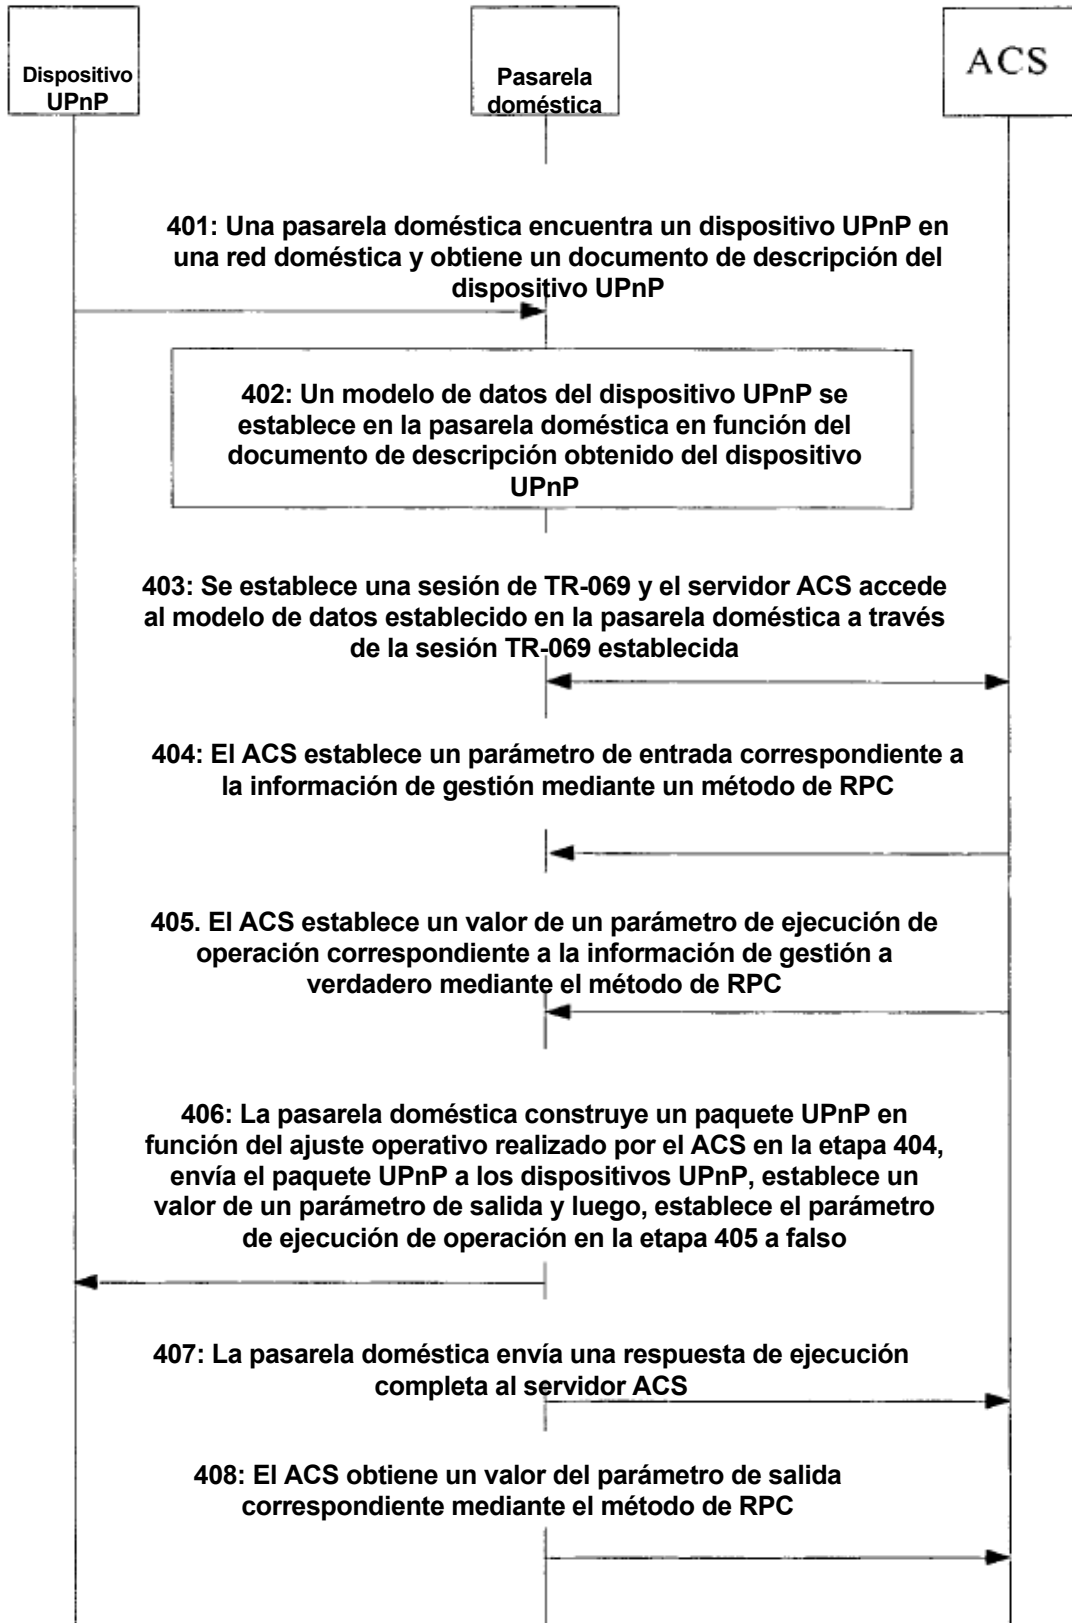 Dispositivo
UPnP
Pasarela
doméstica
ACS
401: Una pasarela doméstica encuentra un dispositivo UPnP en
una red doméstica y obtiene un documento de descripción del
dispositivo UPnP
402: Un modelo de datos del dispositivo UPnP se
establece en la pasarela doméstica en función del
documento de descripción obtenido del dispositivo
UPnP
403: Se establece una sesión de TR-069 y el servidor ACS accede
al modelo de datos establecido en la pasarela doméstica a través
de la sesión TR-069 establecida
404: El ACS establece un parámetro de entrada correspondiente a
la información de gestión mediante un método de RPC
405. El ACS establece un valor de un parámetro de ejecución de
operación correspondiente a la información de gestión a
verdadero mediante el método de RPC
406: La pasarela doméstica construye un paquete UPnP en
función del ajuste operativo realizado por el ACS en la etapa 404,
envía el paquete UPnP a los dispositivos UPnP, establece un
valor de un parámetro de salida y luego, establece el parámetro
de ejecución de operación en la etapa 405 a falso
407: La pasarela doméstica envía una respuesta de ejecución
completa al servidor ACS
408: El ACS obtiene un valor del parámetro de salida
correspondiente mediante el método de RPC